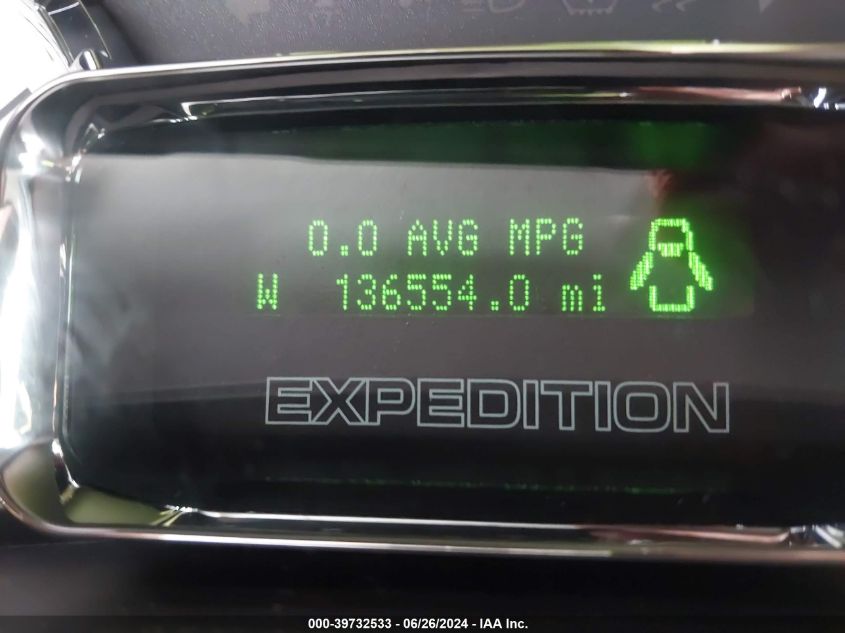 0.0 AVG MPG
W 136554.0 mi
EXPEDITION
000-39732533 - 06/26/2024 - IAA Inc.